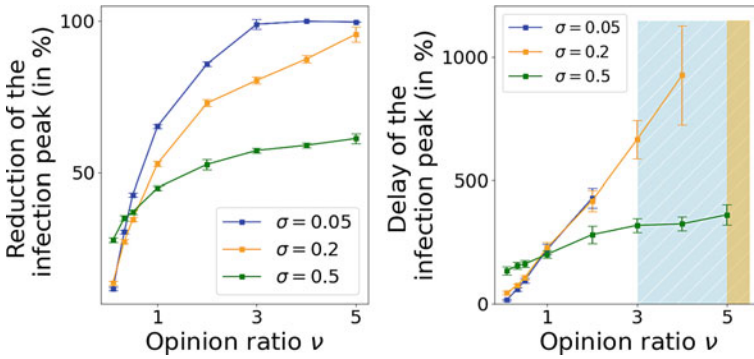 Reduction of the
infection peak (in %)
100
50
σ = 0.05
σ = 0.2
σ = 0.5
1
3
5
Opinion ratio ν
Delay of the
infection peak (in %)
1000
500
0
σ = 0.05
σ = 0.2
σ = 0.5
1
3
5
Opinion ratio ν